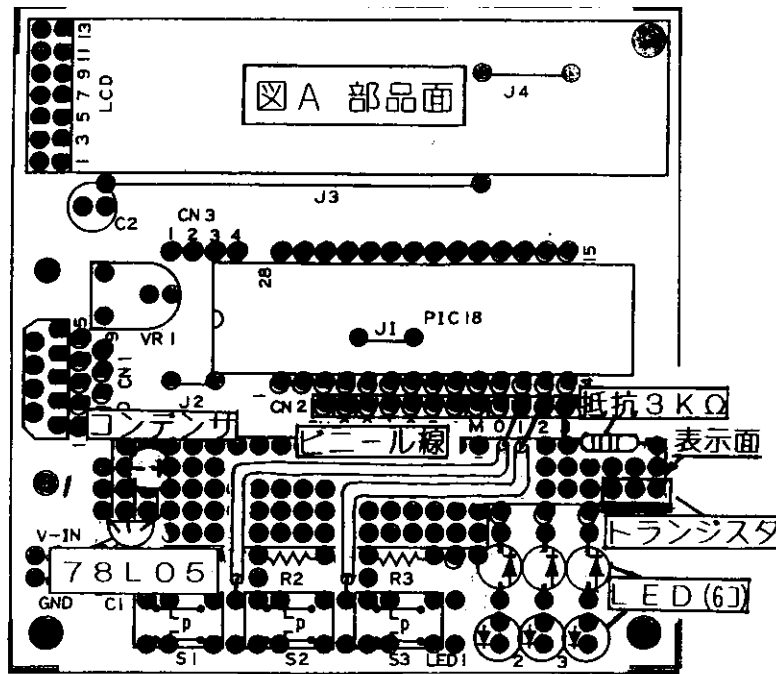 13
11
9
7
5
3
1
LCD
図A 部品面
J4
J3
C2
CN3
1 2 3 4
28
15
VR1
J1
PIC18
CN1
J2
CN2
コンデンサ
ビニール線
M 0
2
抵抗3KΩ
表示面
トランジスタ
V-IN
78L05
GND
C1
R2
R3
LED(6コ)
p
p
p
S1
S2
S3
LED1
2
3